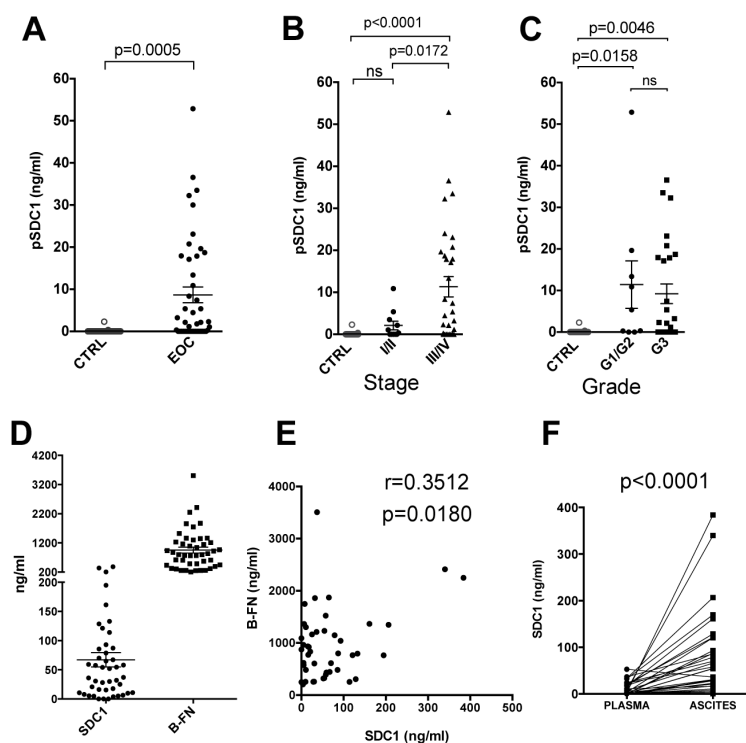 A
p=0.0005
pSDC1 (ng/ml)
60
50
40
30
20
10
0
CTRL
EOC
B
p<0.0001
p=0.0172
ns
pSDC1 (ng/ml)
60
50
40
30
20
10
0
CTRL
I/II
III/IV
Stage
C
p=0.0046
p=0.0158
ns
pSDC1 (ng/ml)
60
50
40
30
20
10
0
CTRL
G1/G2
G3
Grade
D
ng/ml
4200
3200
2200
1200
200
200
150
100
50
0
SDC1
B-FN
E
r=0.3512
p=0.0180
B-FN (ng/ml)
4000
3000
2000
1000
0
0 100 200 300 400 500
SDC1 (ng/ml)
F
p<0.0001
SDC1 (ng/ml)
400
300
200
100
0
PLASMA
ASCITES